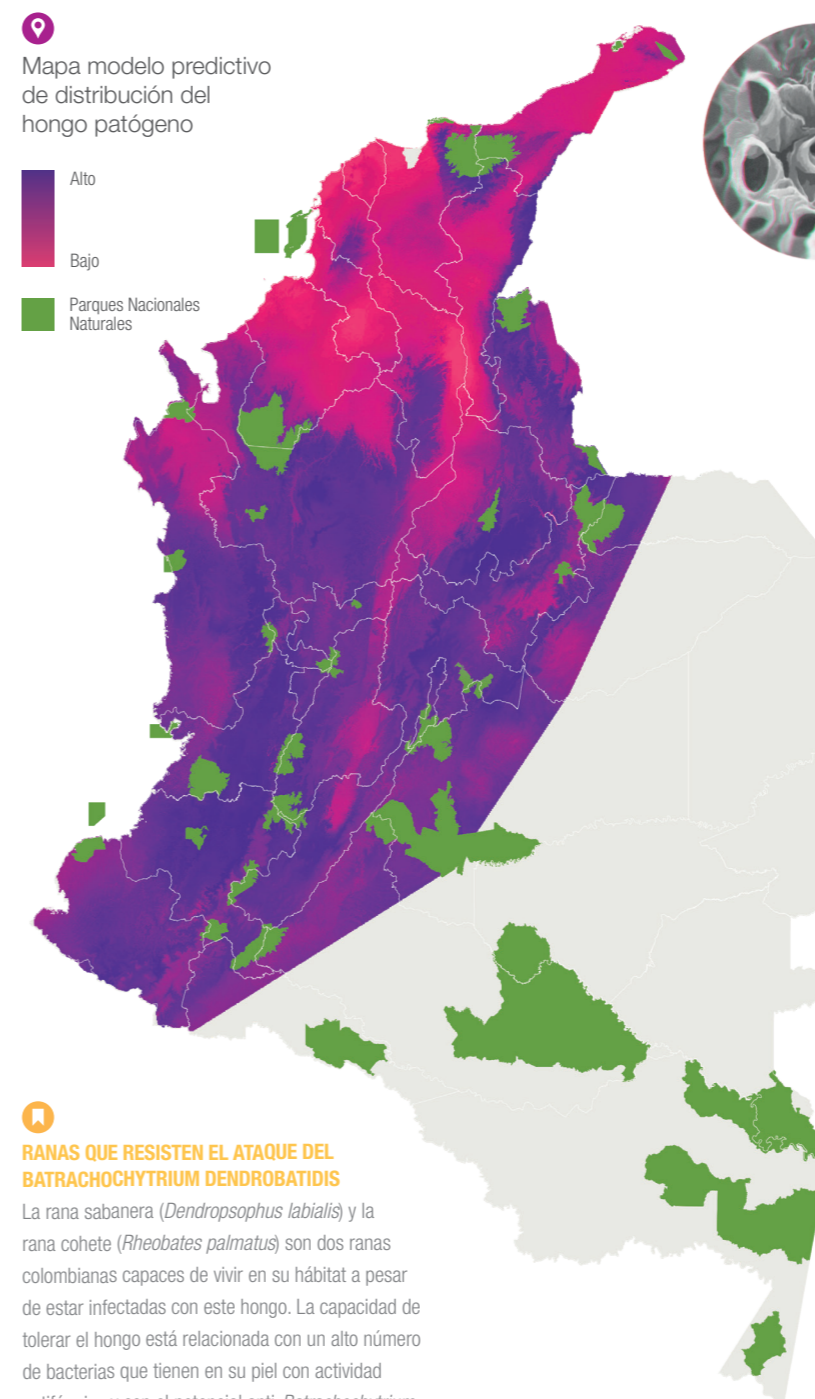 Mapa modelo predictivo
de distribución del
hongo patógeno
Alto
Bajo
Parques Nacionales
Naturales
RANAS QUE RESISTEN EL ATAQUE DEL
BATRACHOCHYTRIUM DENDROBATIDIS
La rana sabanera (Dendropsophus labialis) y la
rana cohete (Rheobates palmatus) son dos ranas
colombianas capaces de vivir en su hábitat a pesar
de estar infectadas con este hongo. La capacidad de
tolerar el hongo está relacionada con un alto número
de bacterias que tienen en su piel con actividad